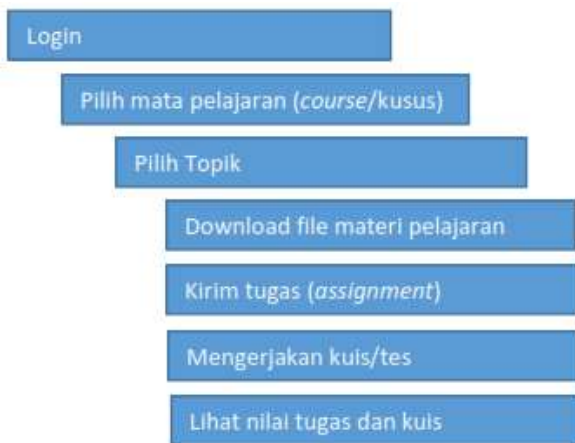 Login
Pilih mata pelajaran (course/kusus)
Pilih Topik
Download file materi pelajaran
Kirim tugas (assignment)
Mengerjakan kuis/tes
Lihat nilai tugas dan kuis